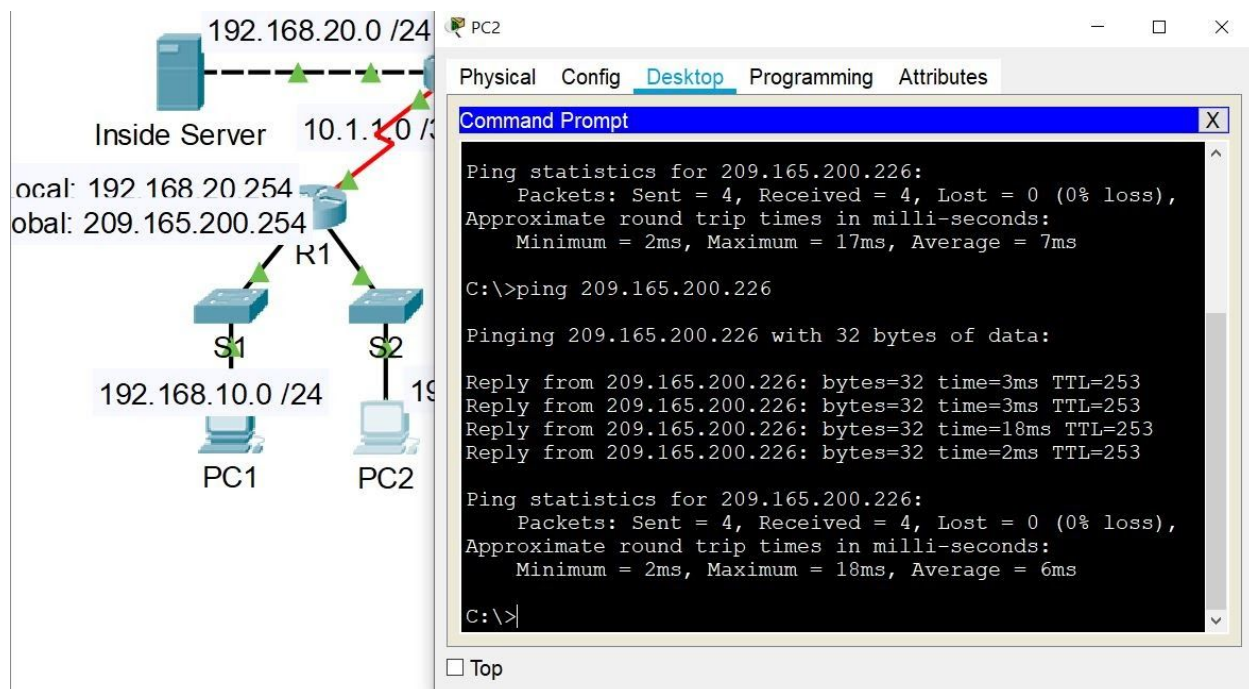 192.168.20.0 /24
Inside Server
10.1.1.0 /3
ocal: 192.168.20.254
obal: 209.165.200.254
R1
S1
S2
192.168.10.0 /24
19
PC1
PC2
PC2
Physical Config Desktop Programming Attributes
Command Prompt
X
Ping statistics for 209.165.200.226:
Packets: Sent = 4, Received = 4, Lost = 0 (0% loss),
Approximate round trip times in milli-seconds:
Minimum = 2ms, Maximum = 17ms, Average = 7ms
C:\>ping 209.165.200.226
Pinging 209.165.200.226 with 32 bytes of data:
Reply from 209.165.200.226: bytes=32 time=3ms TTL=253
Reply from 209.165.200.226: bytes=32 time=3ms TTL=253
Reply from 209.165.200.226: bytes=32 time=18ms TTL=253
Reply from 209.165.200.226: bytes=32 time=2ms TTL=253
Ping statistics for 209.165.200.226:
Packets: Sent = 4, Received = 4, Lost = 0 (0% loss),
Approximate round trip times in milli-seconds:
Minimum = 2ms, Maximum = 18ms, Average = 6ms
C:\>
Top